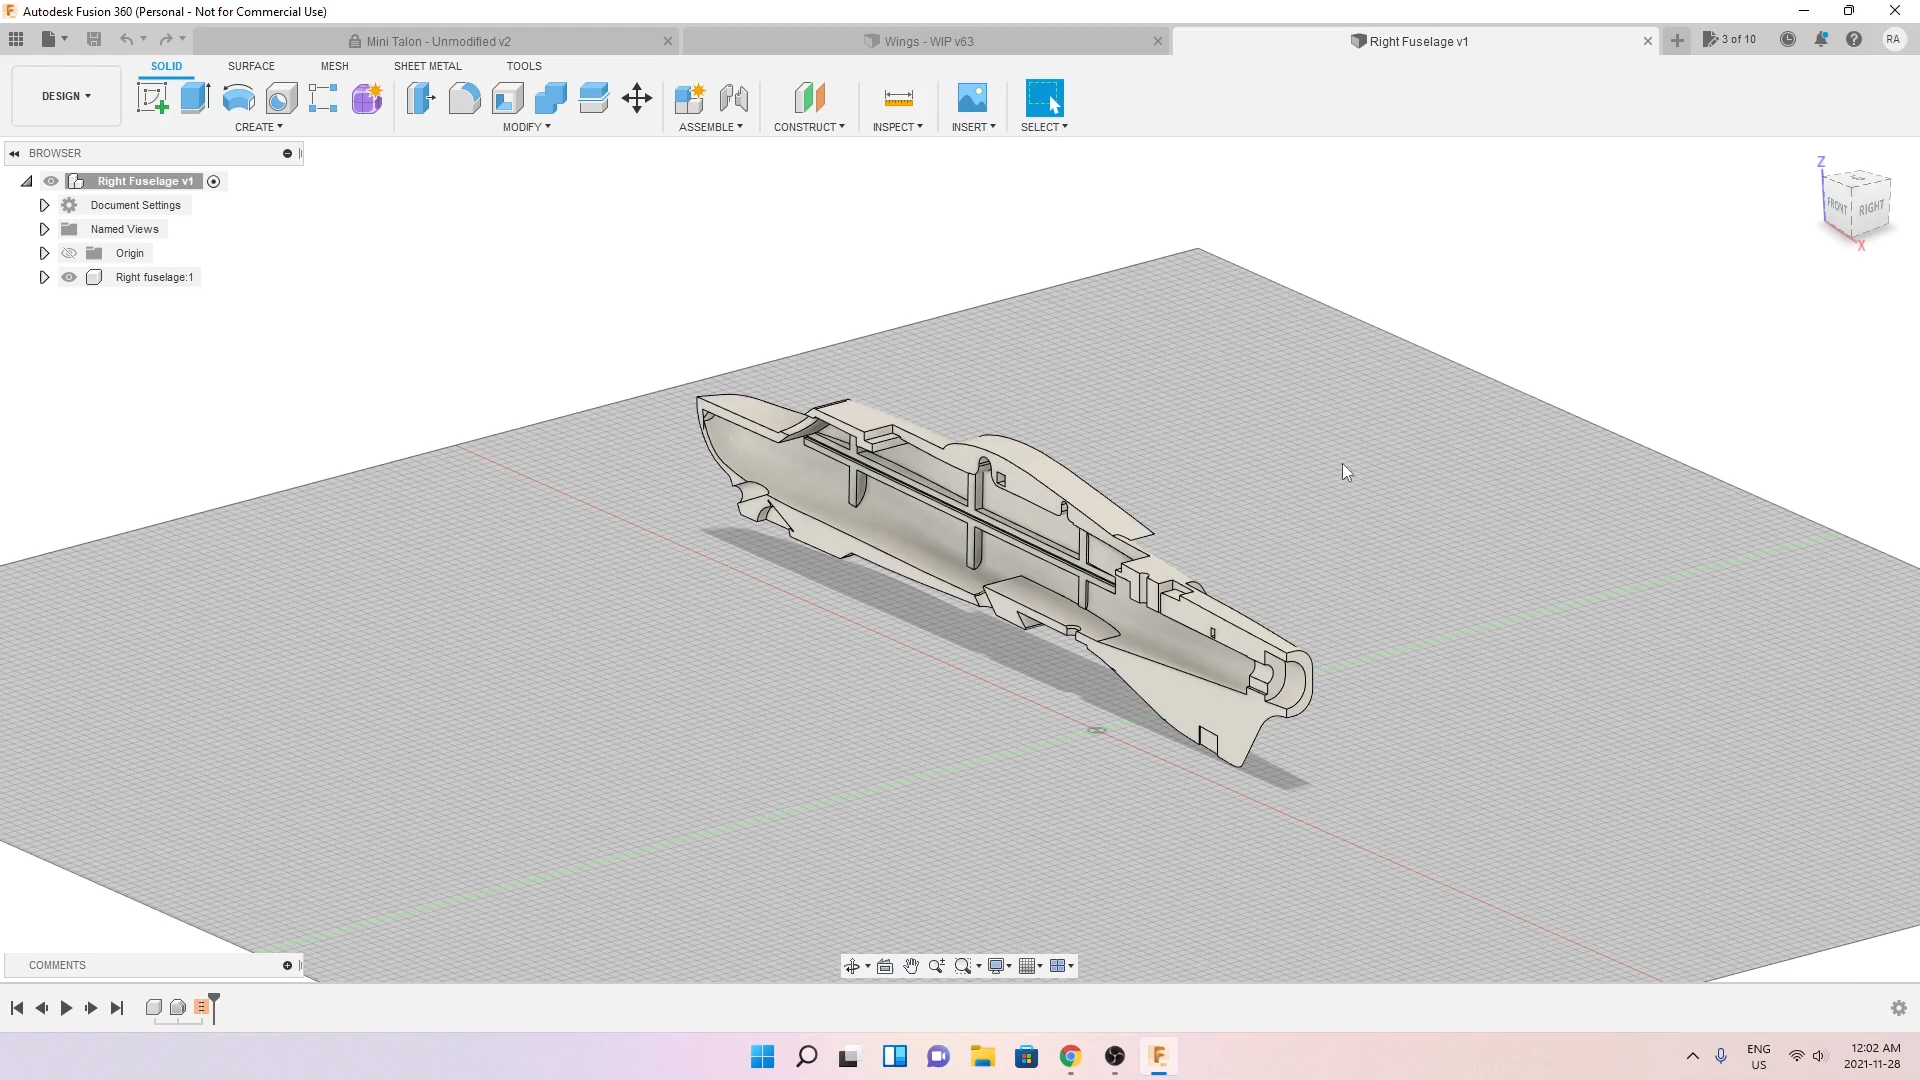 Autodesk Fusion 360 (Personal - Not for Commercial Use)
Mini Talon - Unmodified v2
Wings - WIP v63
Right Fuselage v1
3 of 10
RA
SOLID SURFACE MESH SHEET METAL TOOLS
DESIGN
CREATE MODIFY ASSEMBLE CONSTRUCT INSPECT INSERT SELECT
BROWSER
Right Fuselage v1
Document Settings
Named Views
Origin
Right fuselage:1
Z
FRONT RIGHT
X
COMMENTS
ENG
US
12:02 AM
2021-11-28